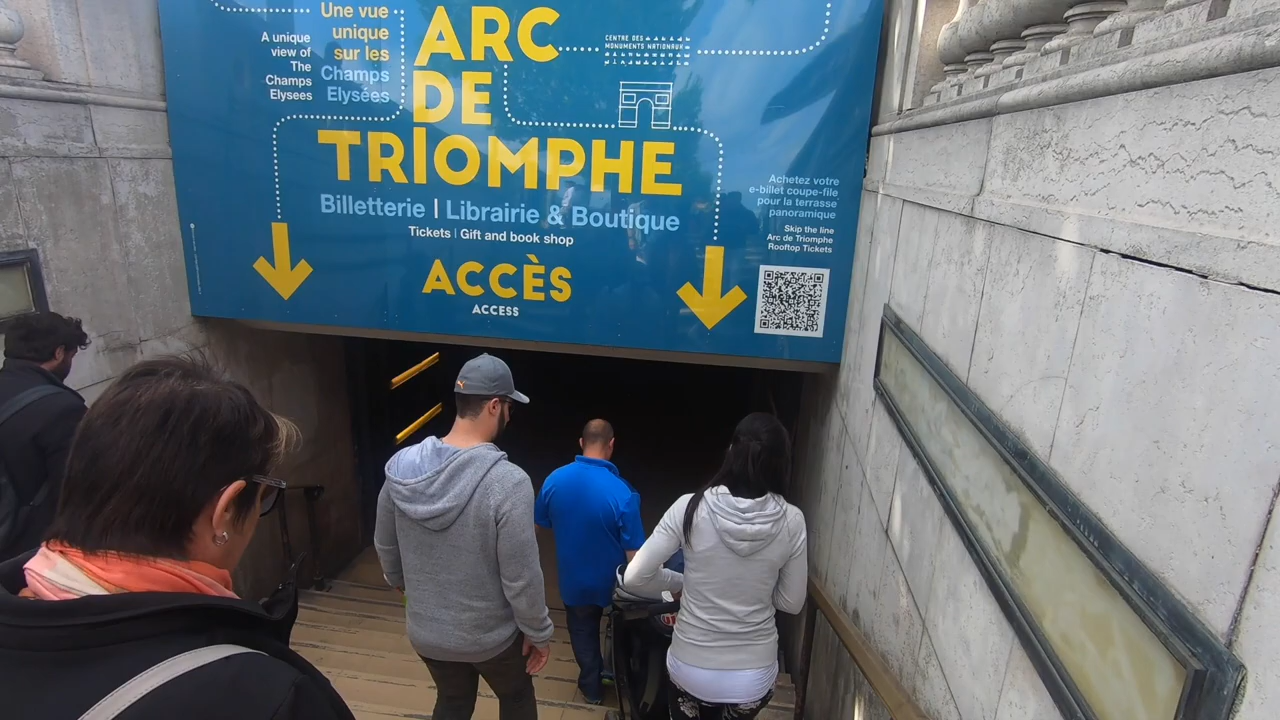 A unique
view of
The
Champs
Elysees
Une vue
unique
sur les
Champs
Elysées
ARC
DE
TRIOMPHE
CENTRE DES
MONUMENTS NATIONAUX
Billetterie | Librairie & Boutique
Tickets | Gift and book shop
ACCÈS
ACCESS
Achetez votre
e-billet coupe-file
pour la terrasse
panoramique
Skip the line
Arc de Triomphe
Rooftop Tickets